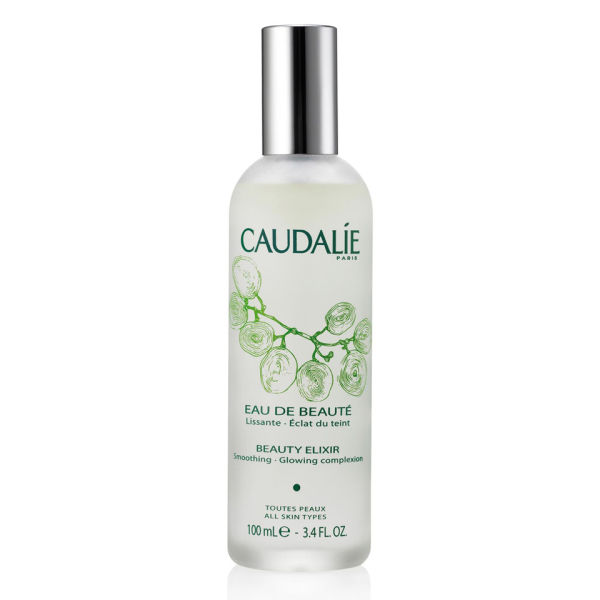 CAUDALÍE
PARIS
EAU DE BEAUTÉ
Lissante - Éclat du teint
BEAUTY ELIXIR
Smoothing - Glowing complexion
TOUTES PEAUX
ALL SKIN TYPES
100 mL℮ - 3.4 FL. OZ.